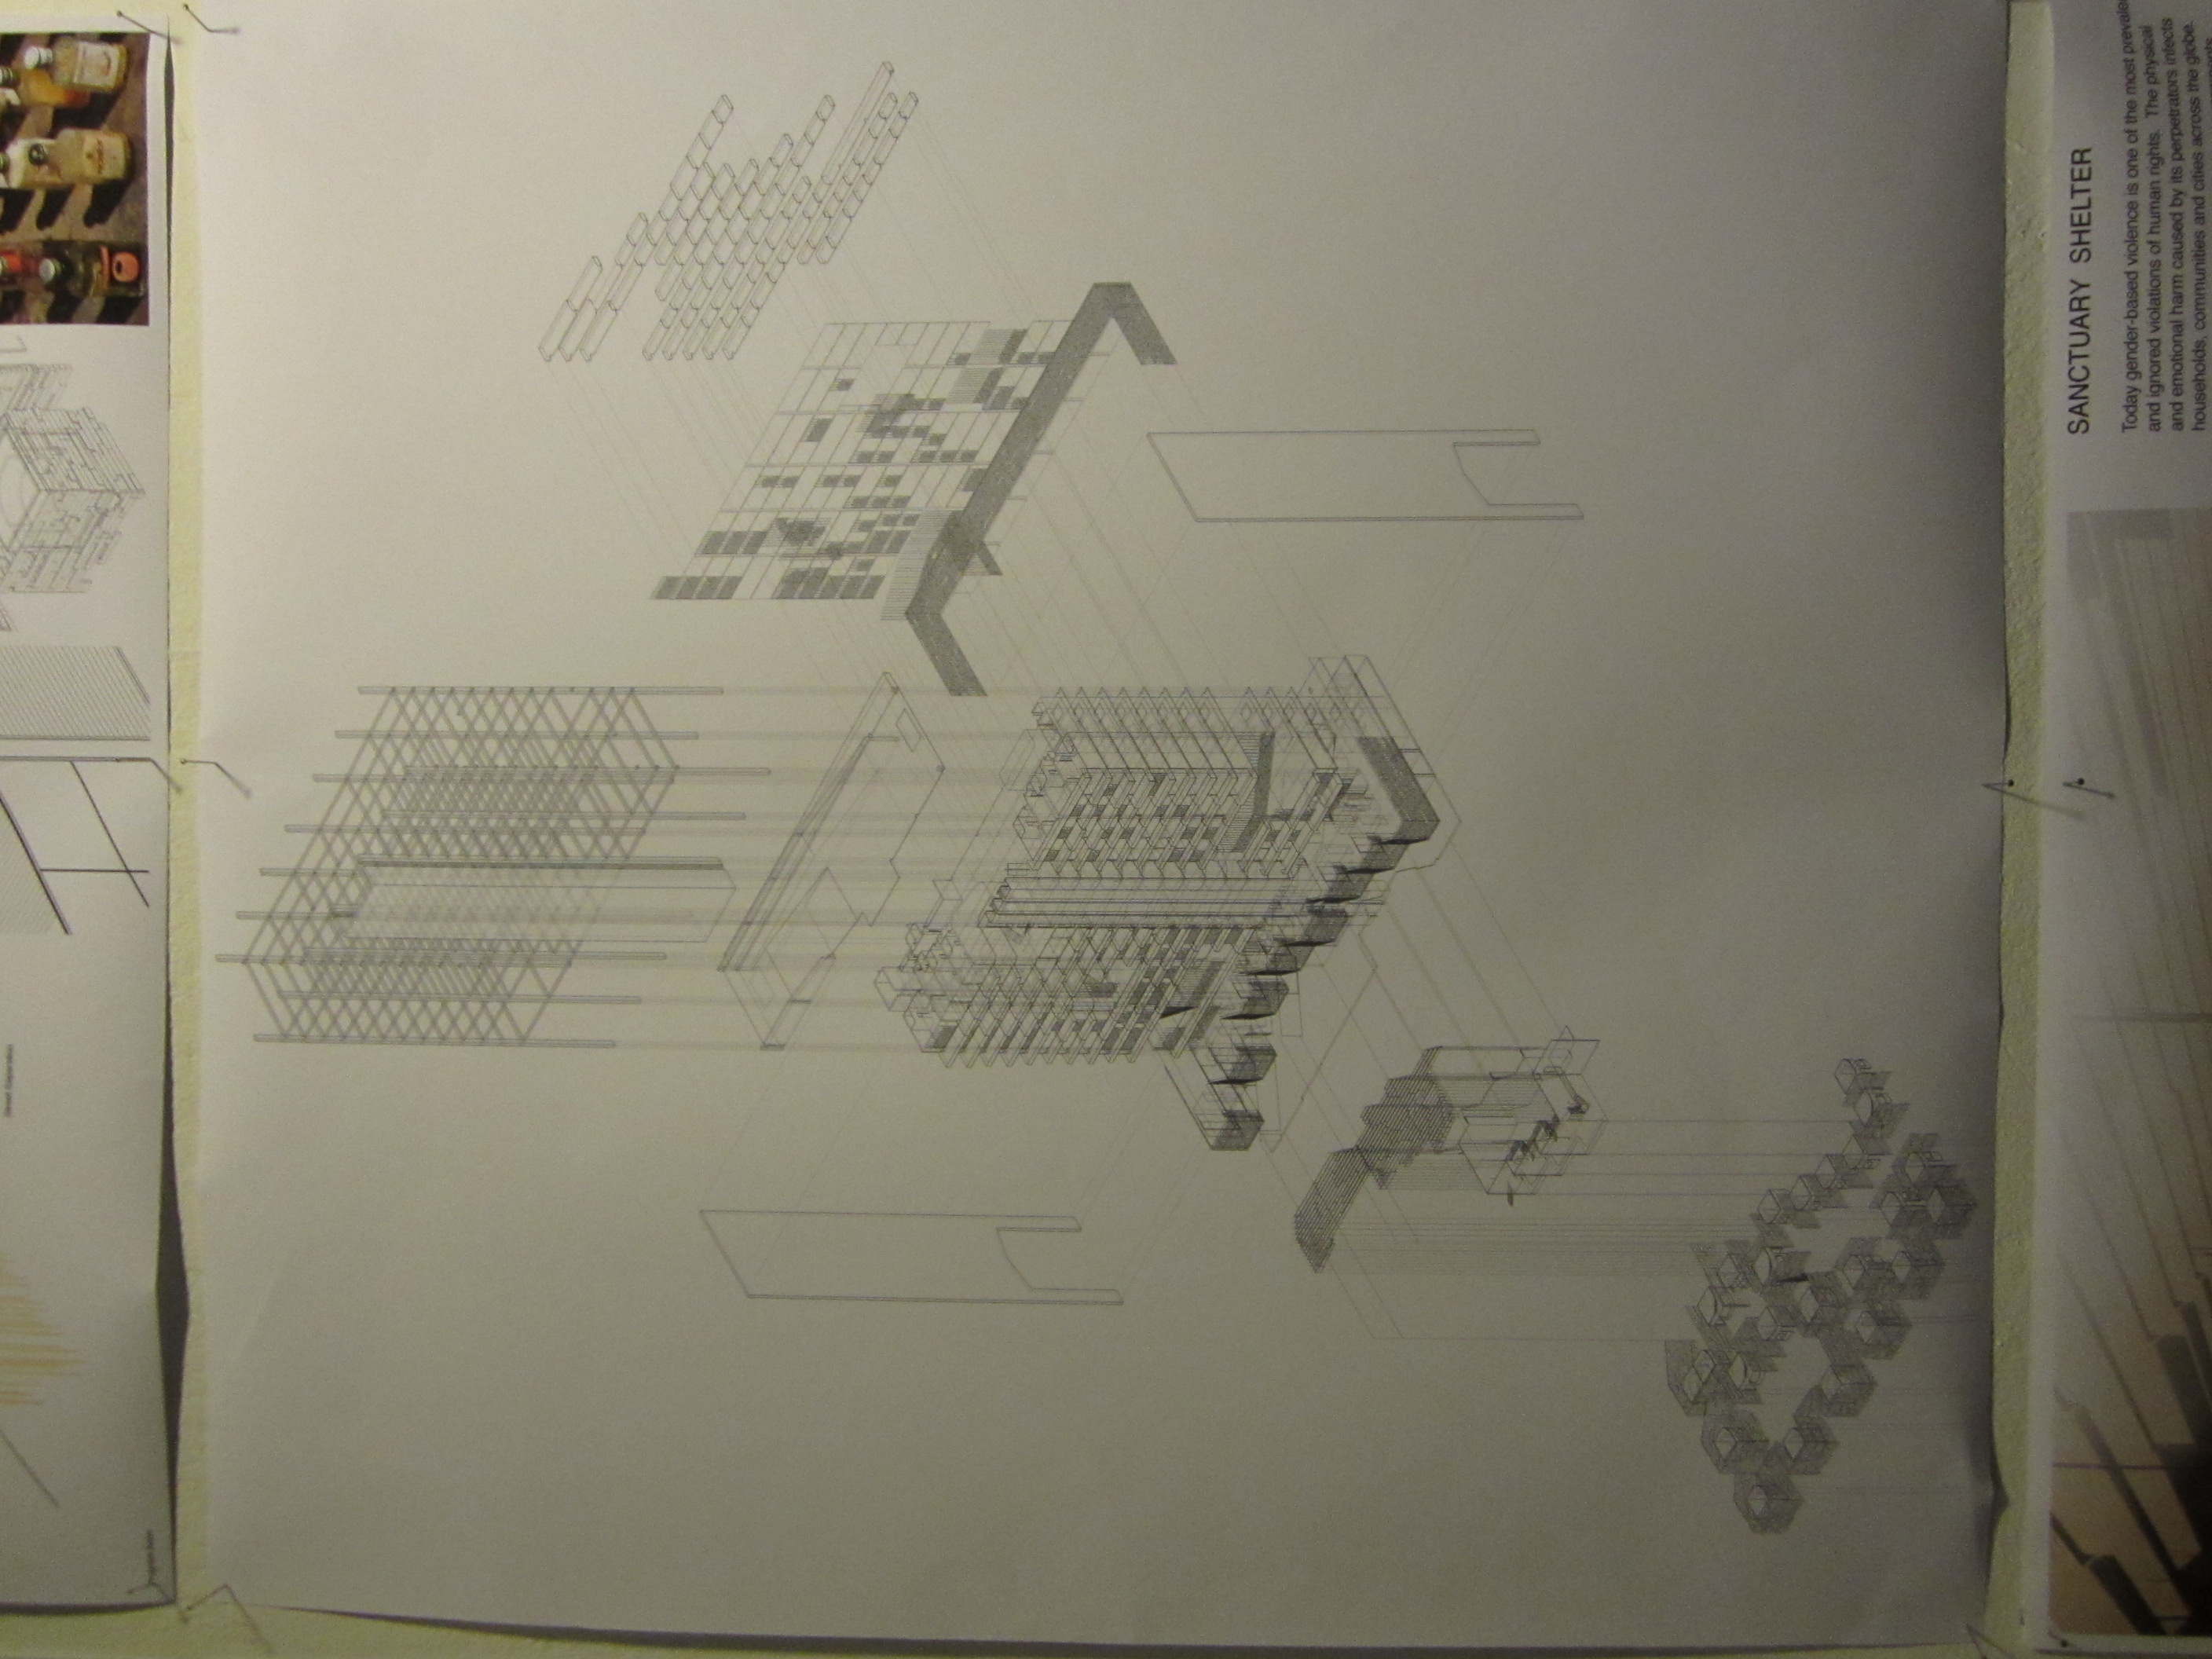 SANCTUARY SHELTER
Today gender-based violence is one of the most prevale
and ignored violations of human rights. The physical
and emotional harm caused by its perpetrators infects
households, communities and cities across the globe.